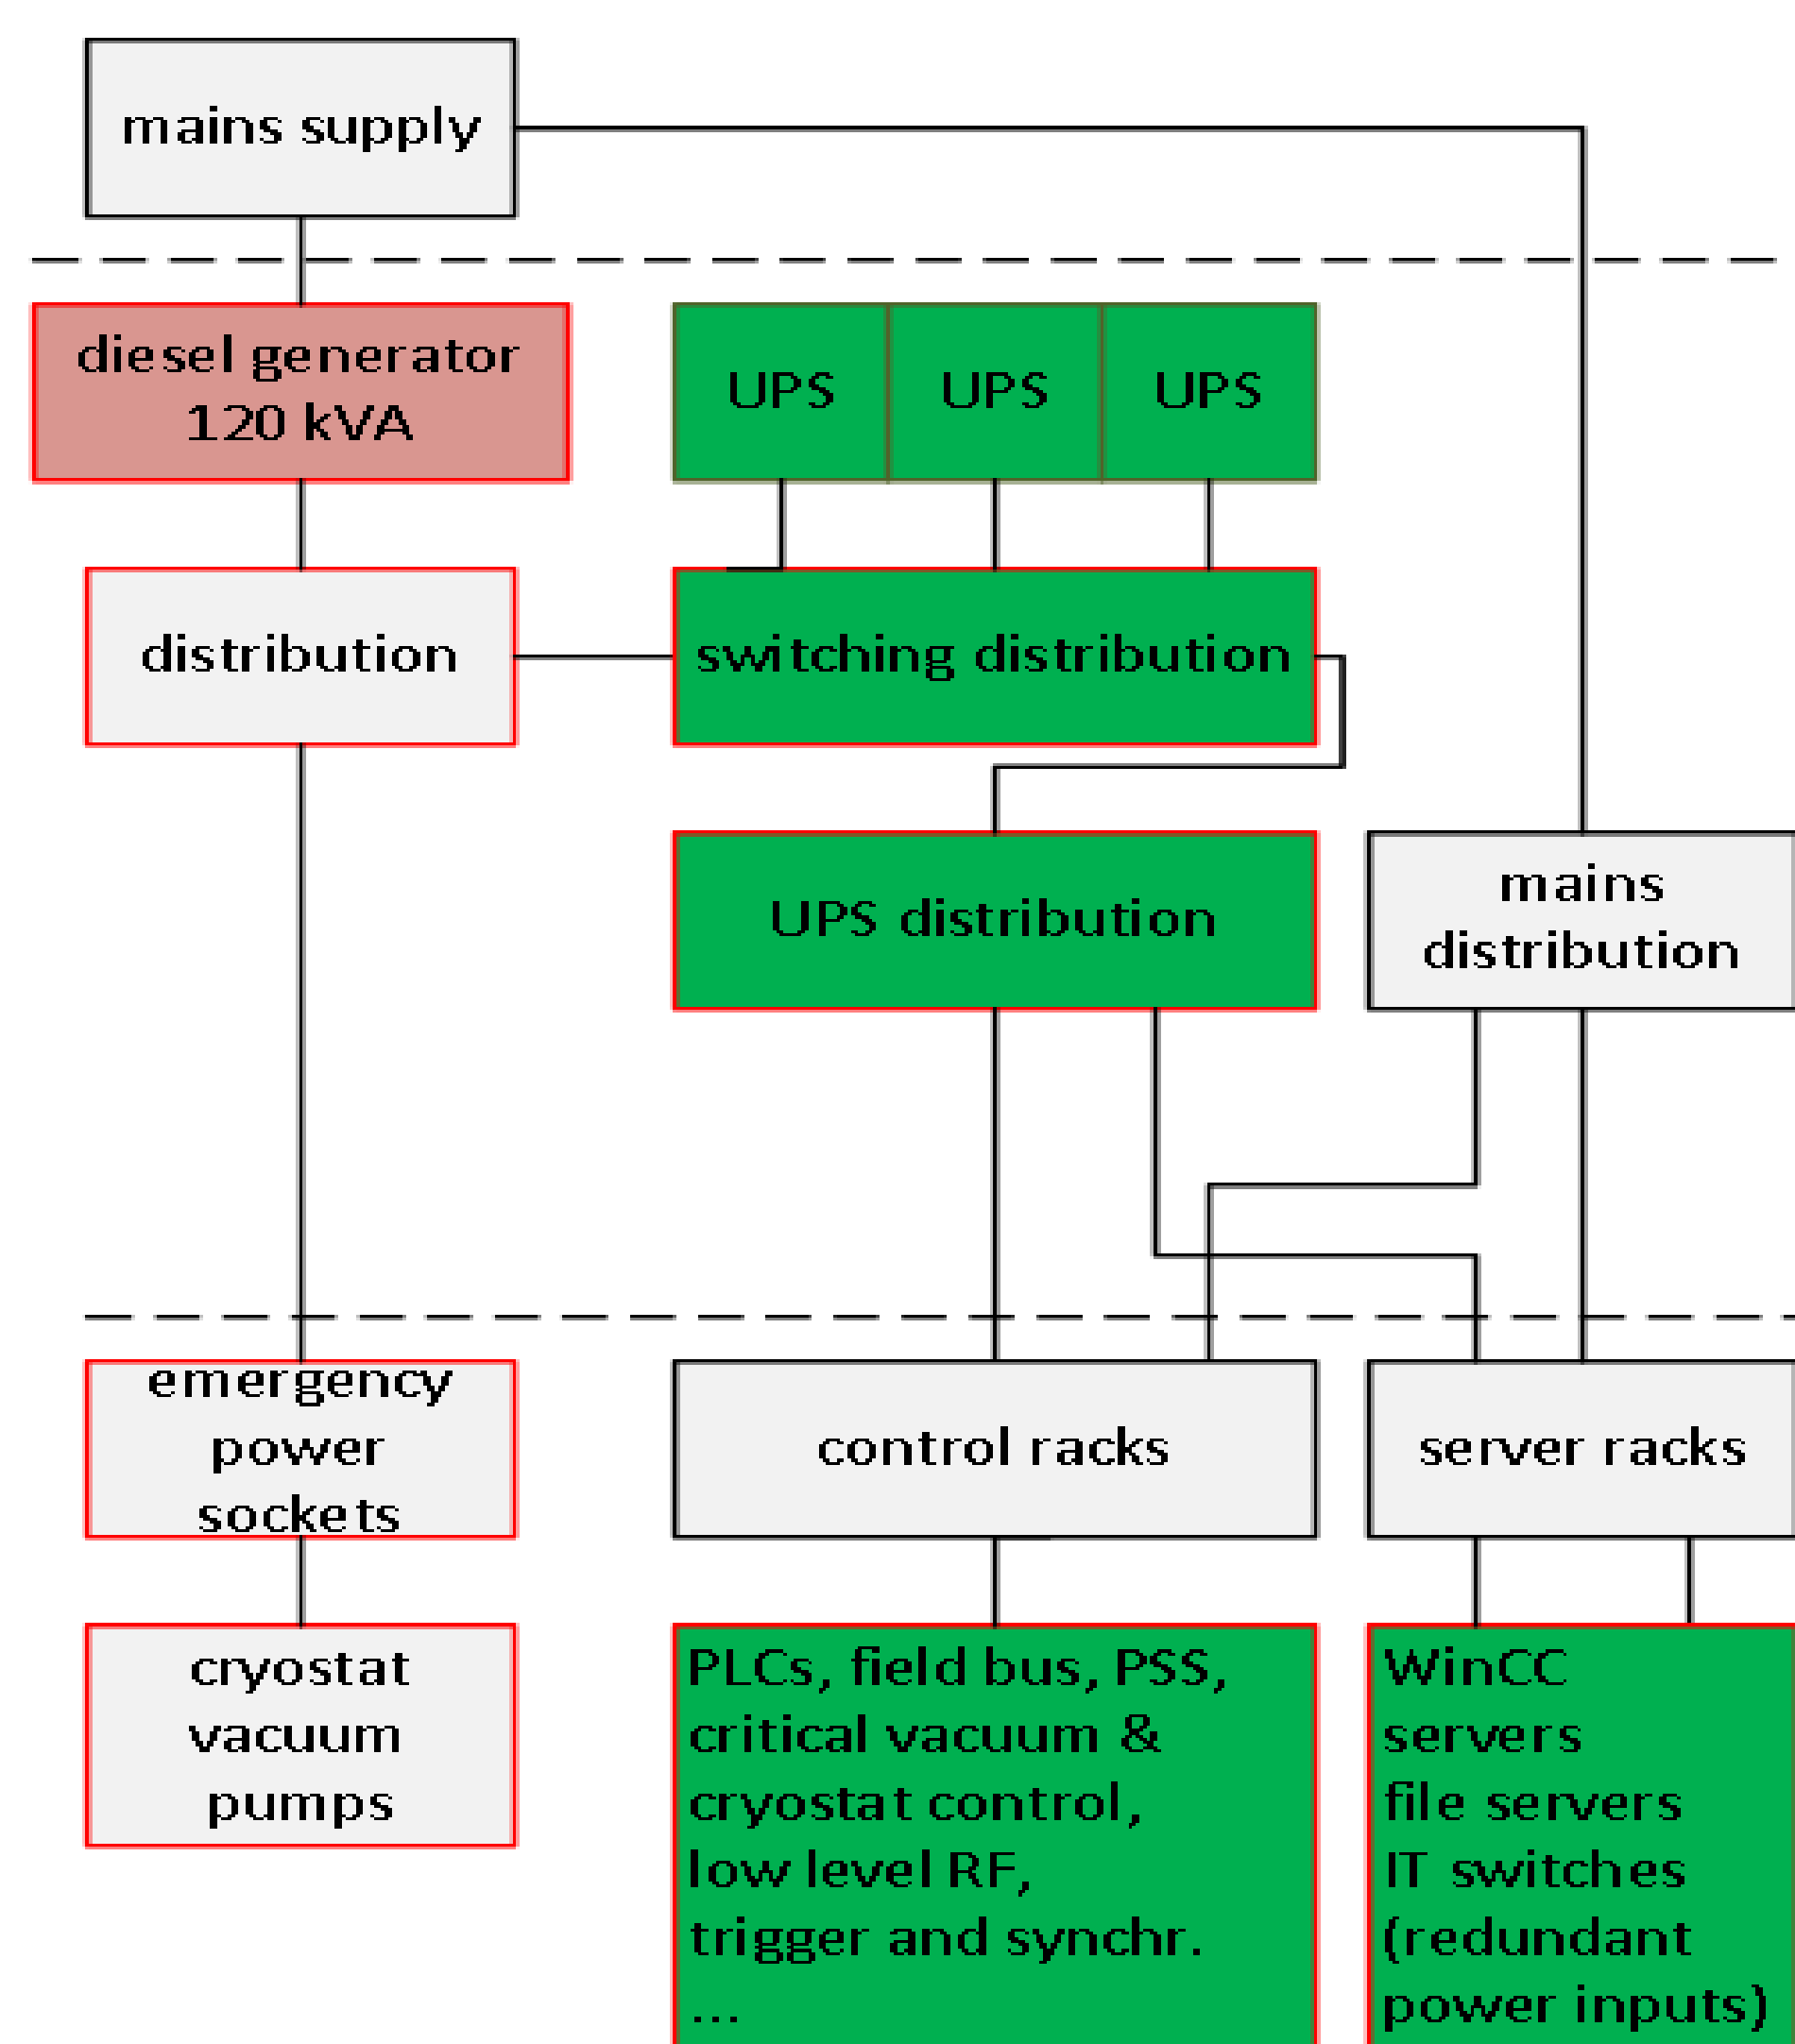 mains supply
diesel generator
120 kVA
UPS
UPS
UPS
distribution
switching distribution
UPS distribution
mains
distribution
emergency
power
sockets
control racks
server racks
cryostat
vacuum
pumps
PLCs, field bus, PSS,
critical vacuum &
cryostat control,
low level RF,
trigger and synchr.
...
WinCC
servers
file servers
IT switches
(redundant
power inputs)